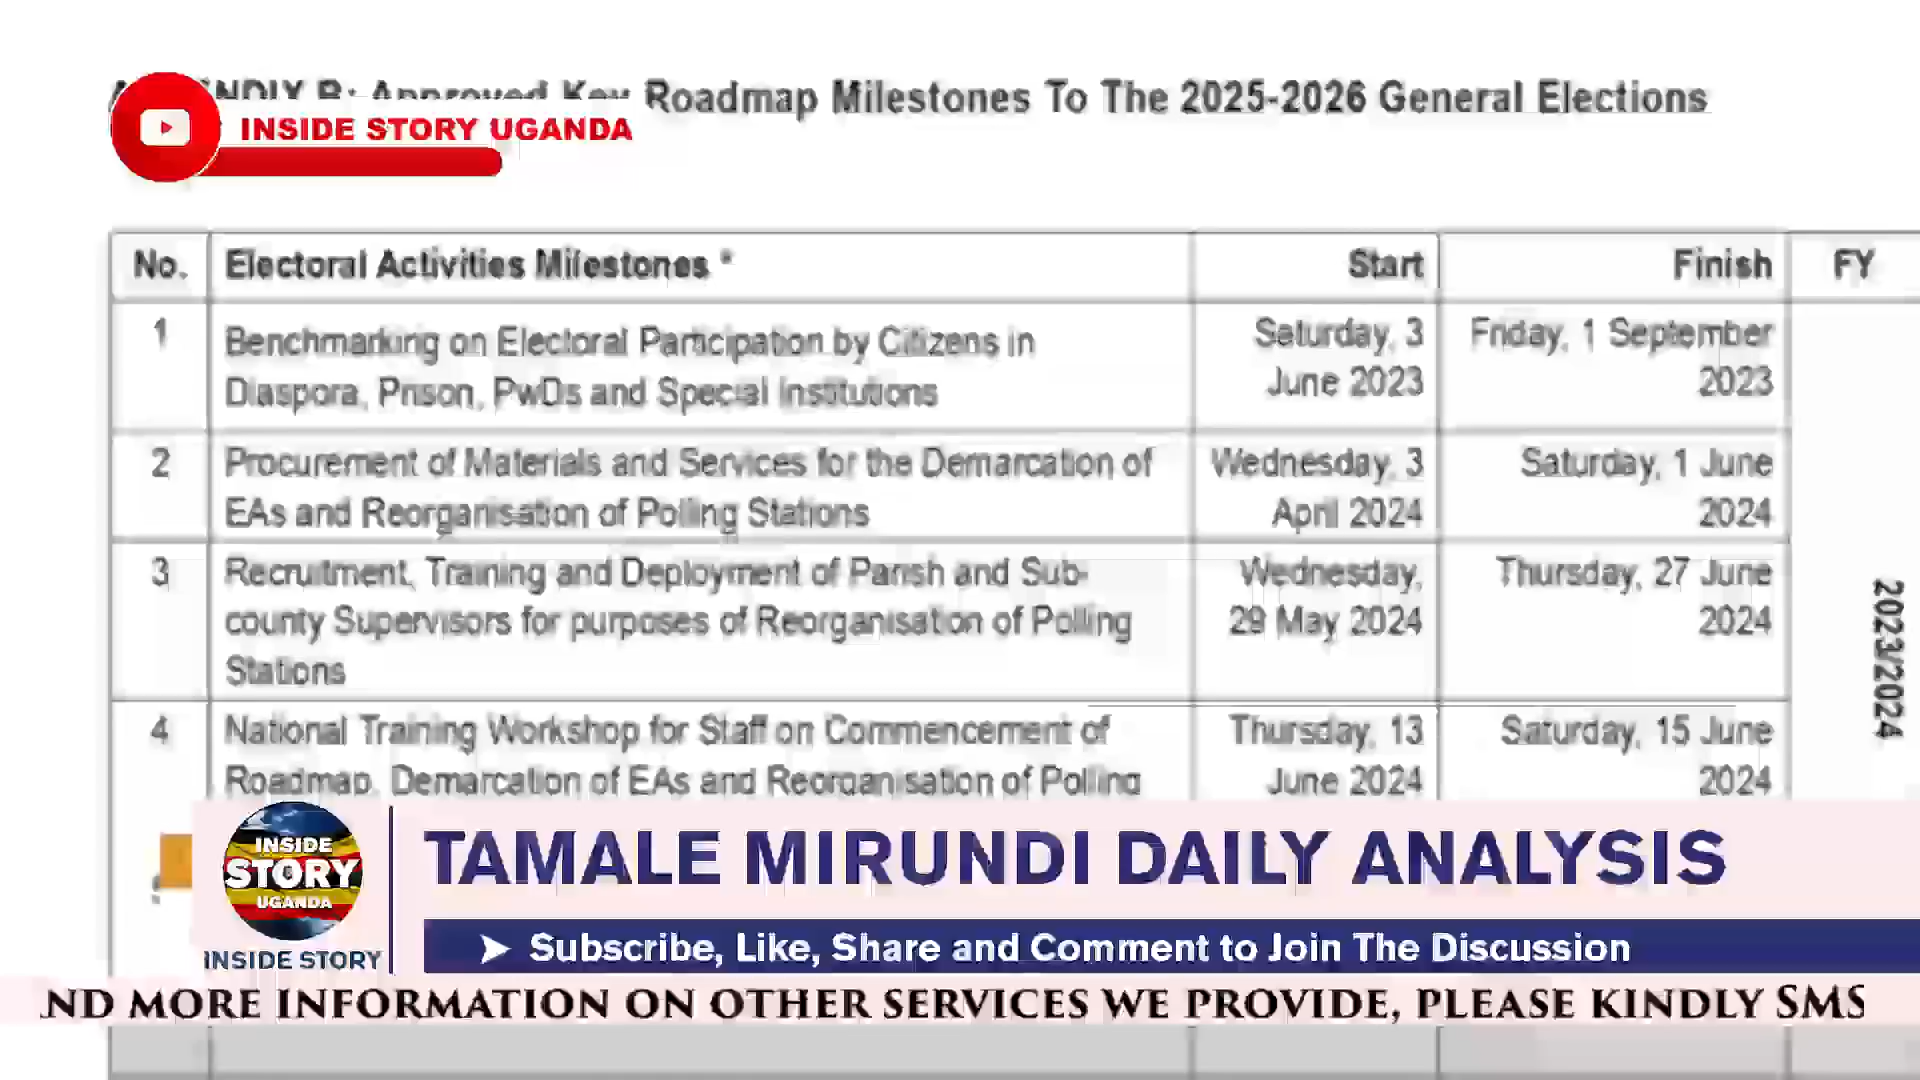 Roadmap Milestones To The 2025-2026 General Elections
INSIDE STORY UGANDA
No. Electoral Activities Milestones * Start Finish FY
1 Benchmarking on Electoral Participation by Citizens in Saturday, 3 Friday, 1 September
Diaspora, Prison, PwDs and Special Institutions June 2023 2023
2 Procurement of Materials and Services for the Demarcation of Wednesday, 3 Saturday, 1 June
EAs and Reorganisation of Polling Stations April 2024 2024
3 Recruitment, Training and Deployment of Parish and Sub- Wednesday, Thursday, 27 June
county Supervisors for purposes of Reorganisation of Polling 29 May 2024 2024
Stations
2023/2024
4 National Training Workshop for Staff on Commencement of Thursday, 13 Saturday, 15 June
Roadmap, Demarcation of EAs and Reorganisation of Polling June 2024 2024
INSIDE
STORY
UGANDA
INSIDE STORY
TAMALE MIRUNDI DAILY ANALYSIS
Subscribe, Like, Share and Comment to Join The Discussion
ND MORE INFORMATION ON OTHER SERVICES WE PROVIDE, PLEASE KINDLY SMS